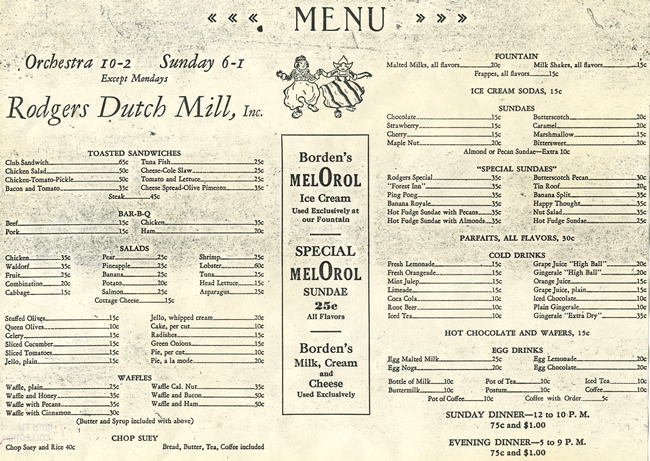 « « « MENU » » »
Orchestra 10-2 Sunday 6-1
Except Mondays
Rodgers Dutch Mill, Inc.
TOASTED SANDWICHES
Club Sandwich 65c Tuna Fish 25c
Chicken Salad 50c Cheese-Cole Slaw 25c
Chicken-Tomato-Pickle 50c Tomato and Lettuce 25c
Bacon and Tomato 35c Cheese Spread-Olive Pimento 35c
Steak 45c
BAR-B-Q
Beef 15c Chicken 35c
Pork 15c Ham 20c
SALADS
Chicken 35c Pear 25c Shrimp 25c
Waldorf 35c Pineapple 25c Lobster 60c
Fruit 25c Banana 25c Tuna 25c
Combination 20c Potato 20c Head Lettuce 15c
Cabbage 15c Salmon 25c Asparagus 25c
Cottage Cheese 15c
Stuffed Olives 15c Jello, whipped cream 20c
Queen Olives 10c Cake, per cut 10c
Celery 15c Radishes 15c
Sliced Cucumber 15c Green Onions 15c
Sliced Tomatoes 15c Pie, per cut 10c
Jello, plain 15c Pie, a la mode 20c
WAFFLES
Waffle, plain 25c Waffle Cal. Nut 35c
Waffle and Honey 35c Waffle and Bacon 50c
Waffle with Pecans 35c Waffle and Ham 50c
Waffle with Cinnamon 30c
(Butter and Syrup included with above)
CHOP SUEY
Chop Suey and Rice 40c Bread, Butter, Tea, Coffee included
Borden's
MELOROL
Ice Cream
Used Exclusively at
our Fountain
SPECIAL
MELOROL
SUNDAE
25c
All Flavors
Borden's
Milk, Cream
and
Cheese
Used Exclusively
FOUNTAIN
Malted Milks, all flavors 20c Milk Shakes, all flavors 15c
Frappes, all flavors 15c
ICE CREAM SODAS, 15c
SUNDAES
Chocolate 15c Butterscotch 20c
Strawberry 15c Caramel 20c
Cherry 15c Marshmallow 15c
Maple Nut 20c Bittersweet 20c
Almond or Pecan Sundae—Extra 10c
"SPECIAL SUNDAES"
Rodgers Special 35c Butterscotch Pecan 30c
"Forest Inn" 35c Tin Roof 20c
Ping Pong 35c Banana Split 35c
Banana Royale 35c Happy Thought 35c
Hot Fudge Sundae with Pecans 35c Nut Salad 35c
Hot Fudge Sundae with Almonds 35c Hot Fudge Sundae 25c
PARFAITS, ALL FLAVORS, 30c
COLD DRINKS
Fresh Lemonade 15c Grape Juice "High Ball" 20c
Fresh Orangeade 15c Gingerale "High Ball" 20c
Mint Julep 15c Orange Juice 15c
Limeade 15c Grape Juice, plain 15c
Coca Cola 10c Iced Chocolate 10c
Root Beer 10c Plain Gingerale 10c
Iced Tea 10c Gingerale "Extra Dry" 35c
HOT CHOCOLATE AND WAFERS, 15c
EGG DRINKS
Egg Malted Milk 25c Egg Lemonade 20c
Egg Nogs 20c Egg Chocolate 20c
Bottle of Milk 10c Pot of Tea 10c Iced Tea 10c
Buttermilk 10c Postum 10c Coffee 10c
Pot of Coffee 10c Coffee with Order 5c
SUNDAY DINNER—12 to 10 P. M.
75c and $1.00
EVENING DINNER—5 to 9 P. M.
75c and $1.00